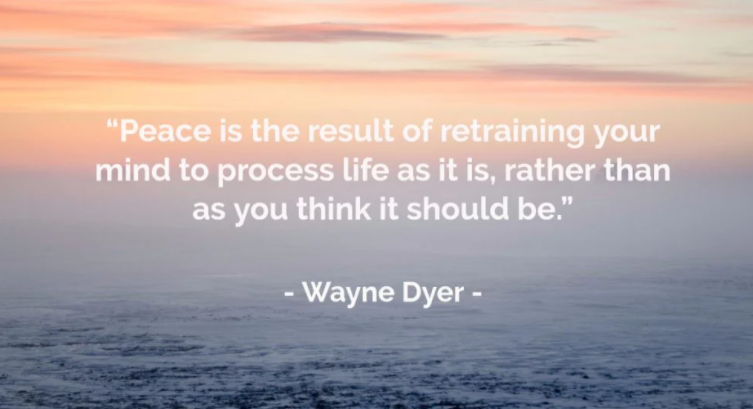 “Peace is the result of retraining your
mind to process life as it is, rather than
as you think it should be.”
- Wayne Dyer -